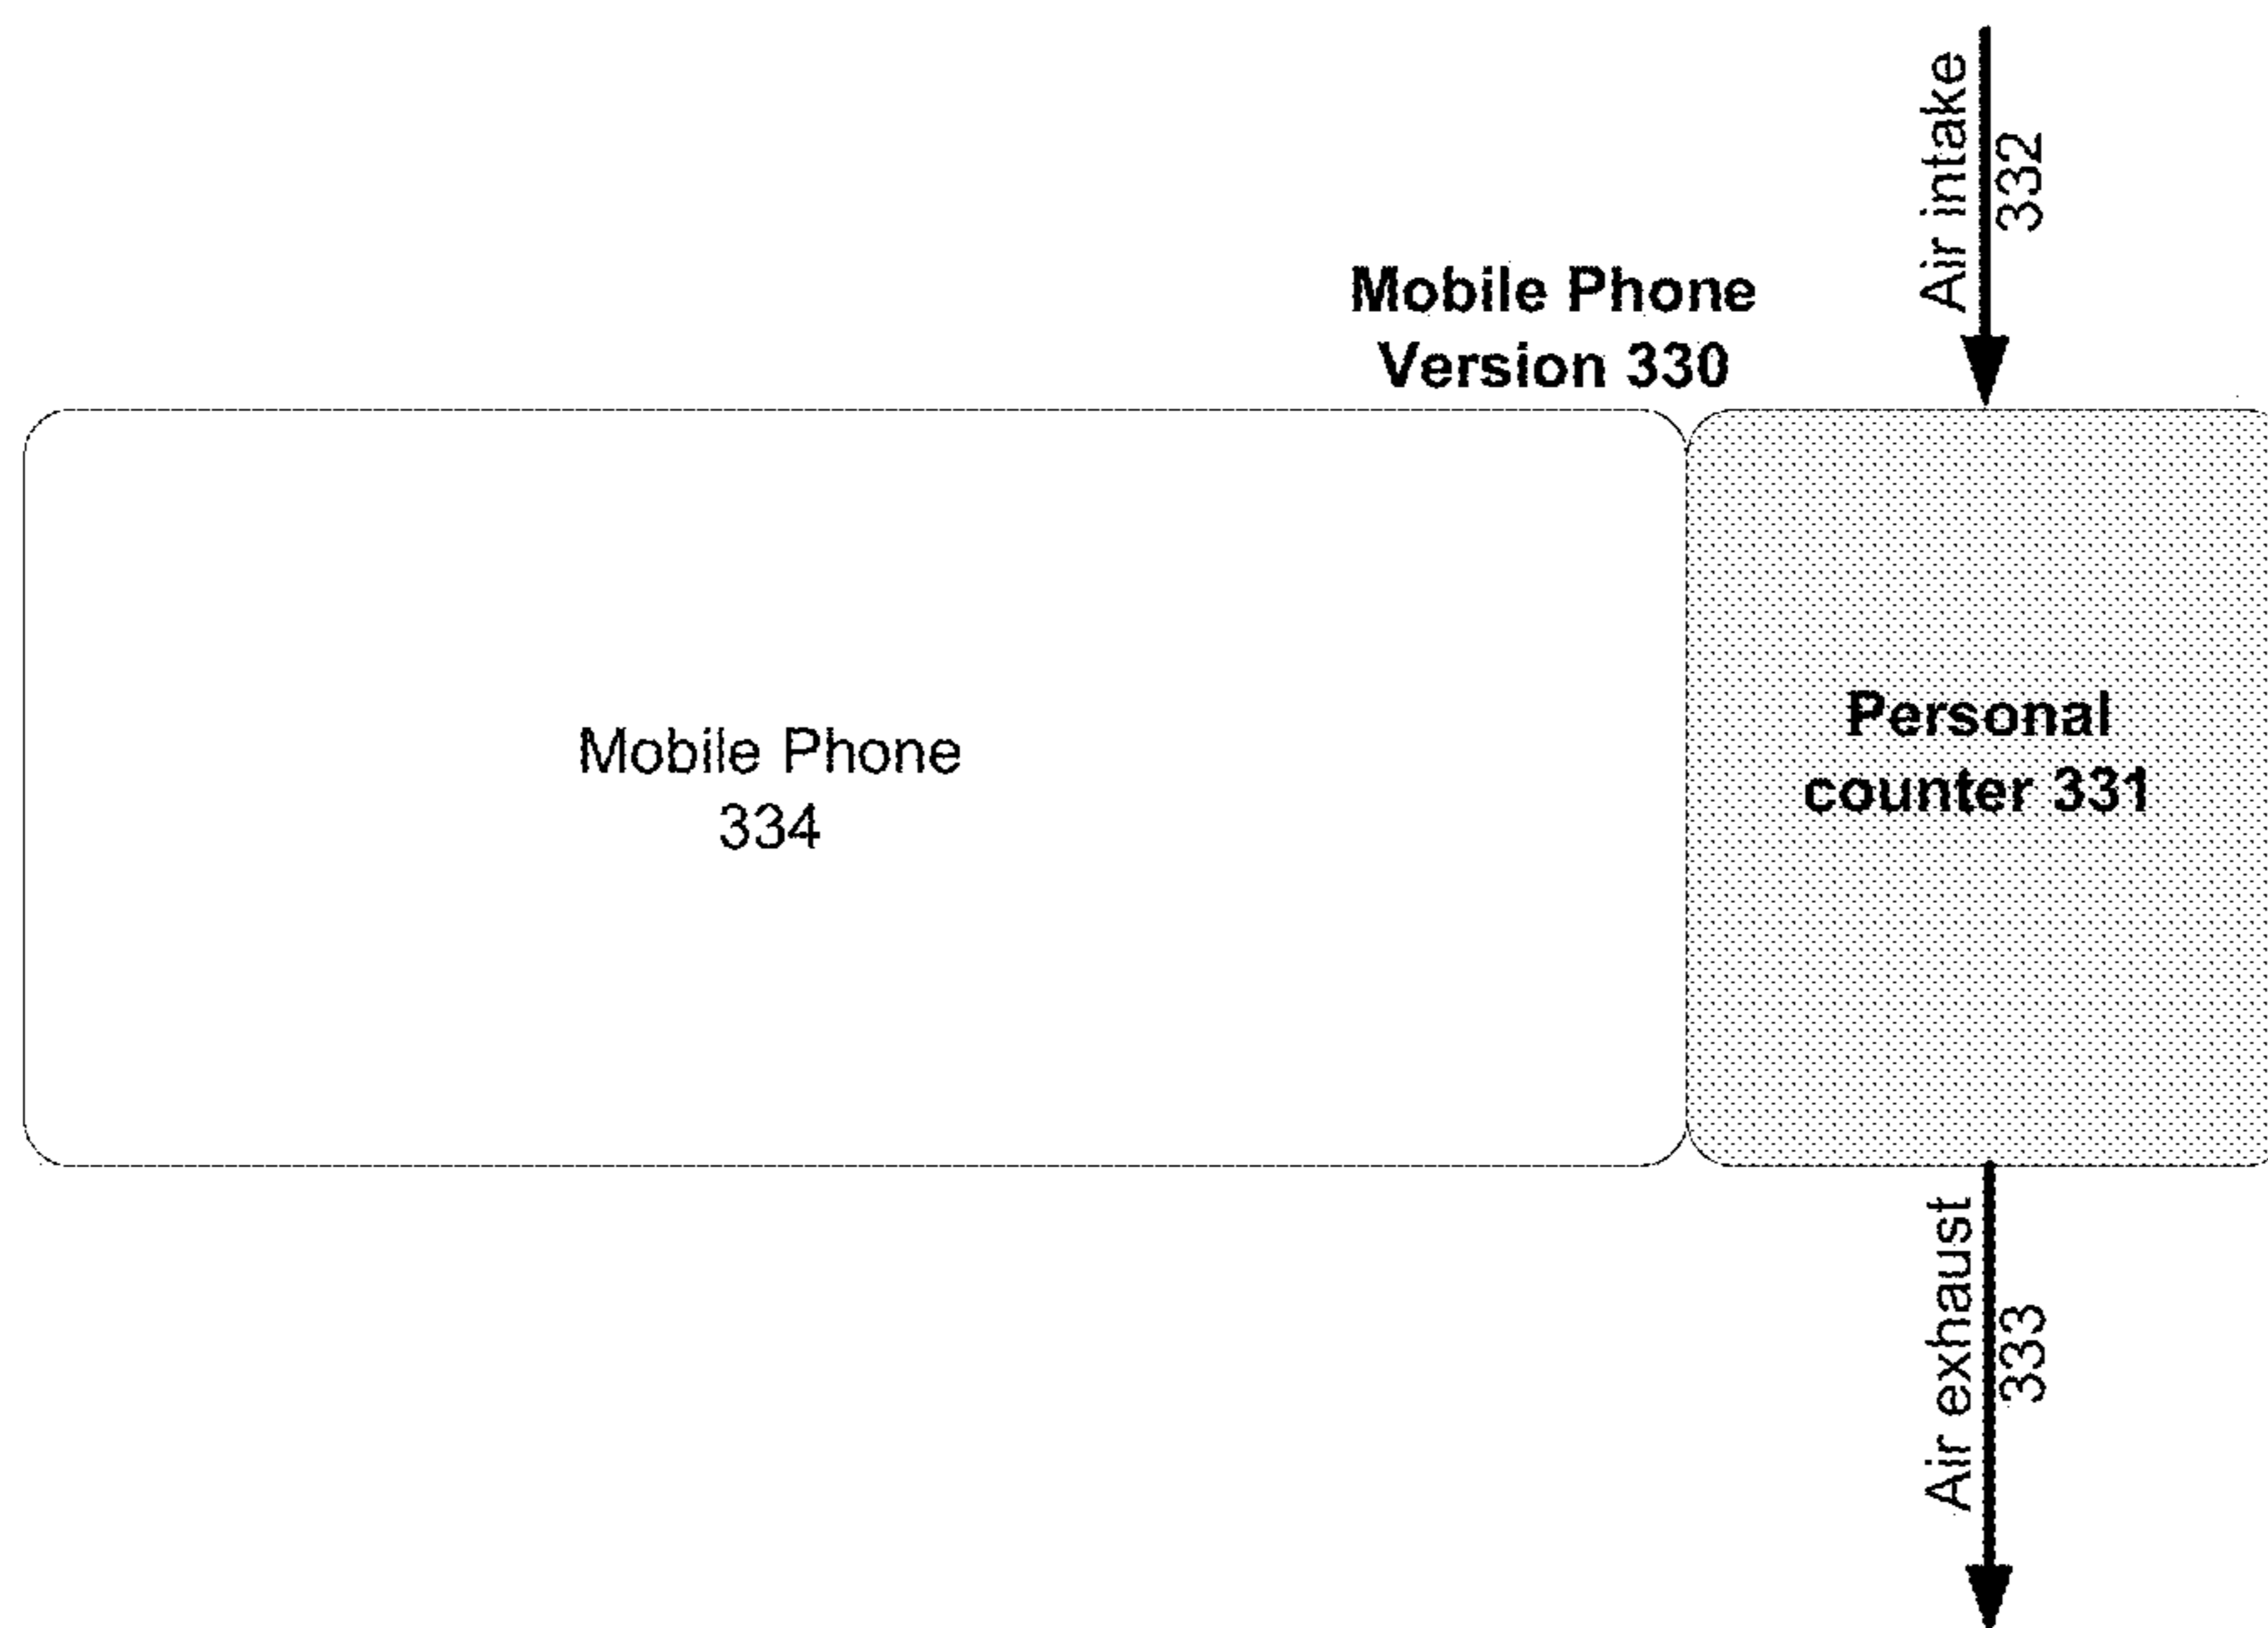 Air intake
332
Mobile Phone
Version 330
Mobile Phone
334
Personal
counter 331
Air exhaust
333